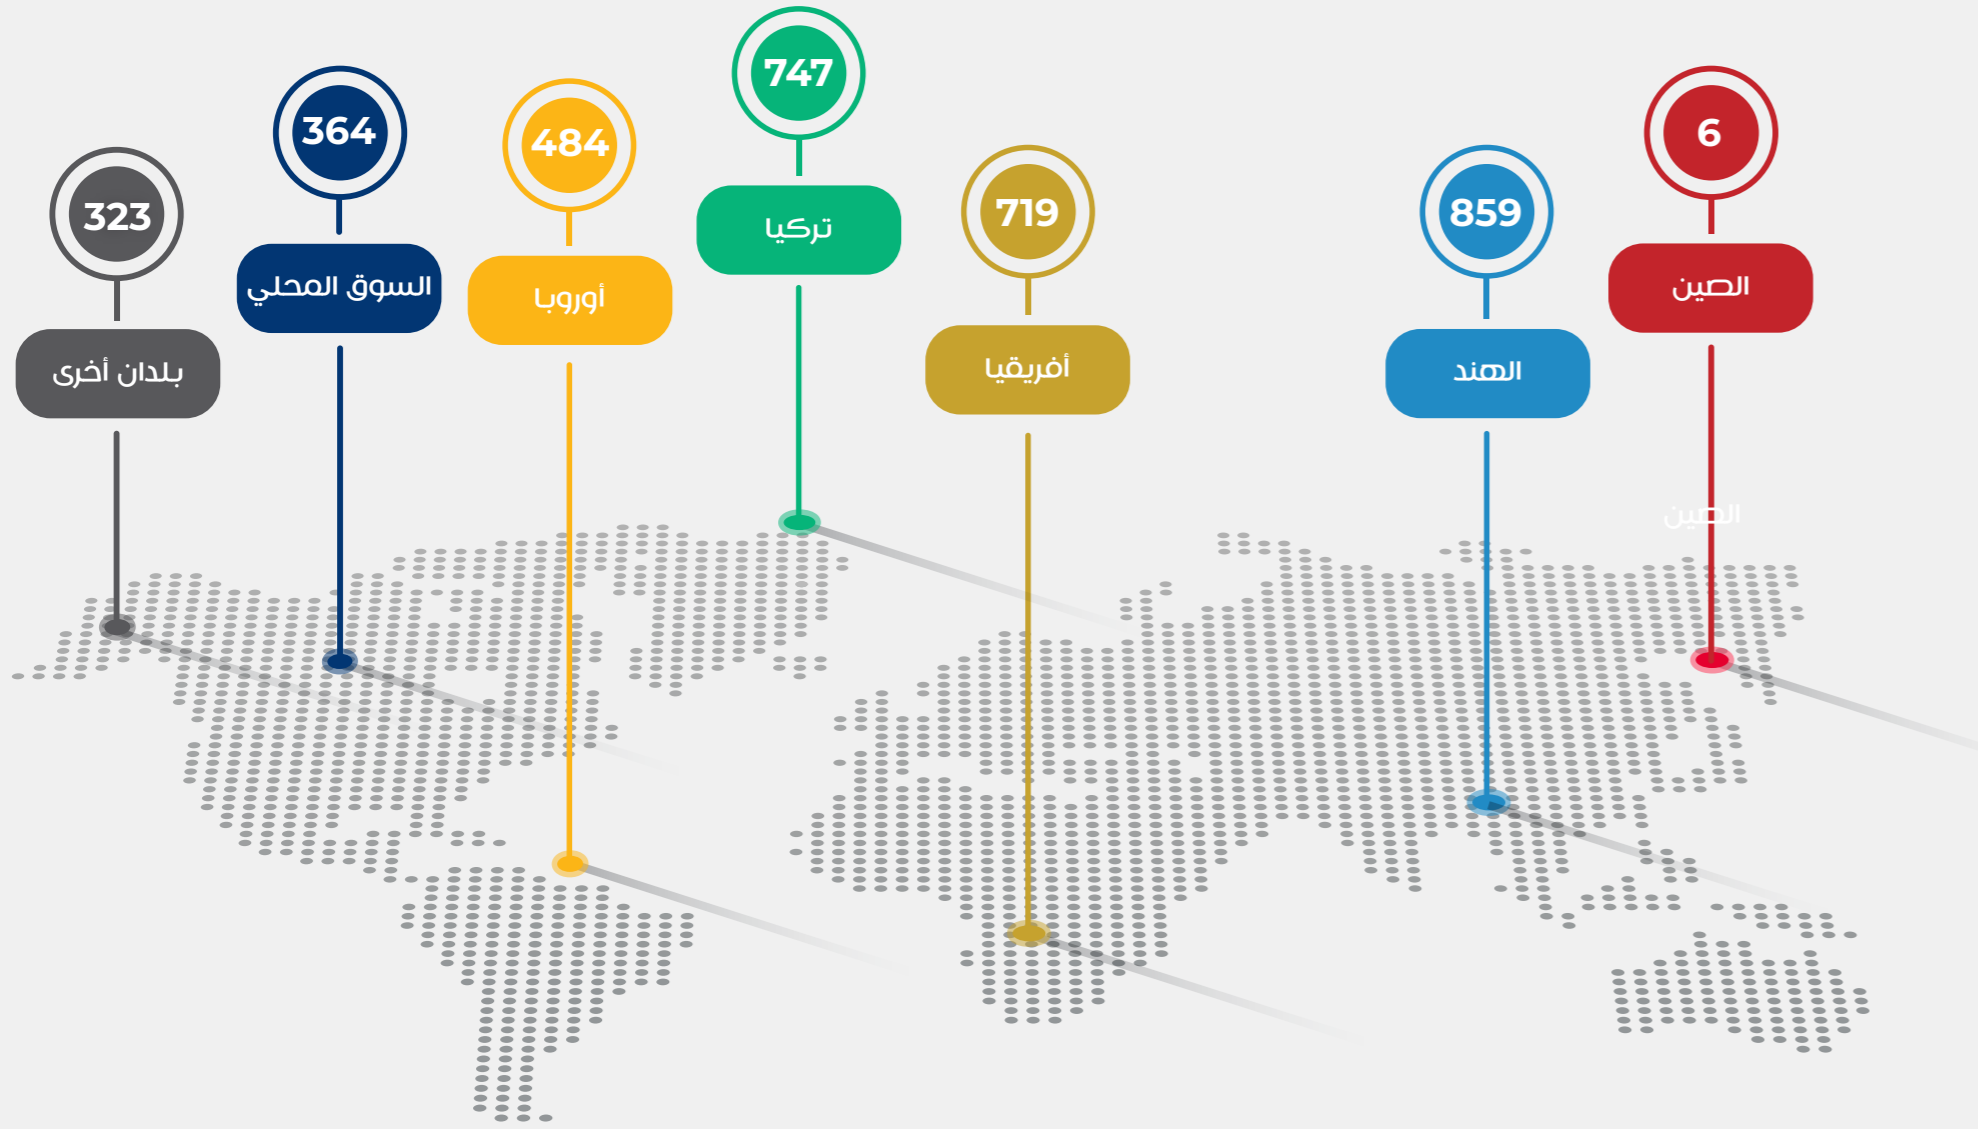 6
الصين
859
الهند
719
أفريقيا
747
تركيا
484
أوروبا
364
السوق المحلي
323
بلدان أخرى
الصين